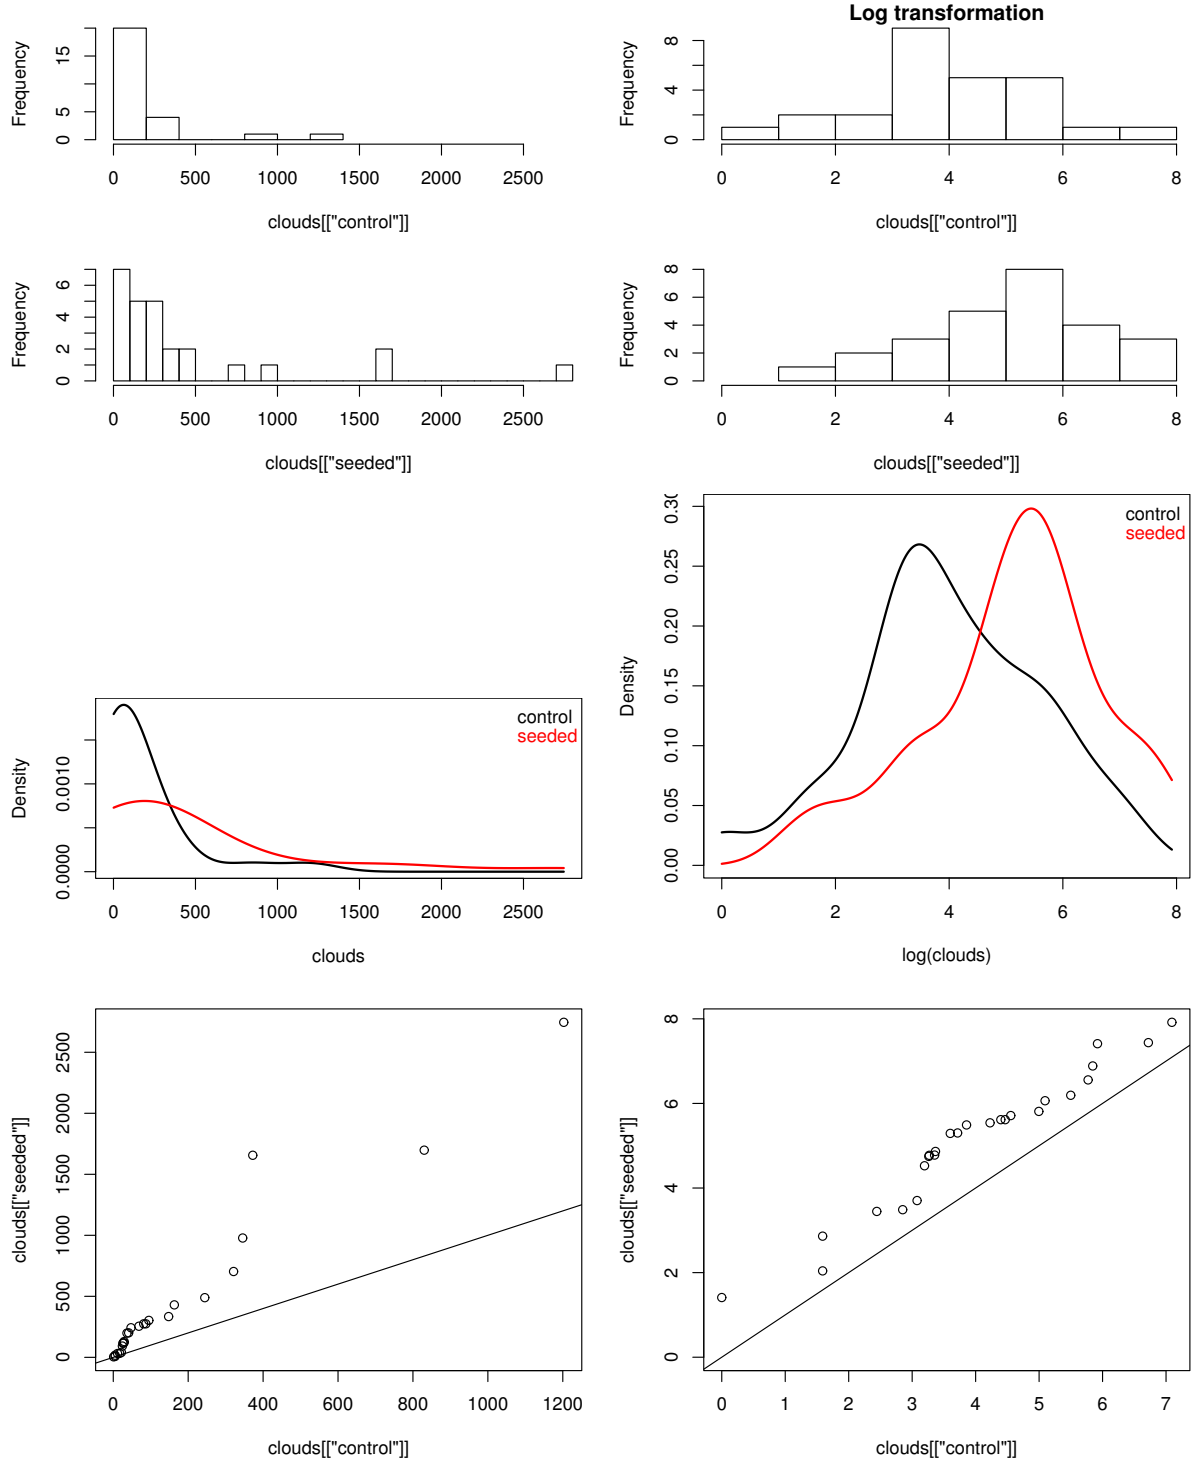 Log transformation
Frequency
0 5 15
0 500 1000 1500 2000 2500
clouds[["control"]]
Frequency
0 4 8
0 2 4 6 8
clouds[["control"]]
Frequency
0 2 4 6
0 500 1000 1500 2000 2500
clouds[["seeded"]]
Frequency
0 2 4 6 8
0 2 4 6 8
clouds[["seeded"]]
control
seeded
Density
0.0000 0.0010
0 500 1000 1500 2000 2500
clouds
control
seeded
Density
0.00 0.05 0.10 0.15 0.20 0.25 0.30
0 2 4 6 8
log(clouds)
clouds[["seeded"]]
0 500 1000 1500 2000 2500
0 200 400 600 800 1000 1200
clouds[["control"]]
clouds[["seeded"]]
0 2 4 6 8
0 1 2 3 4 5 6 7
clouds[["control"]]